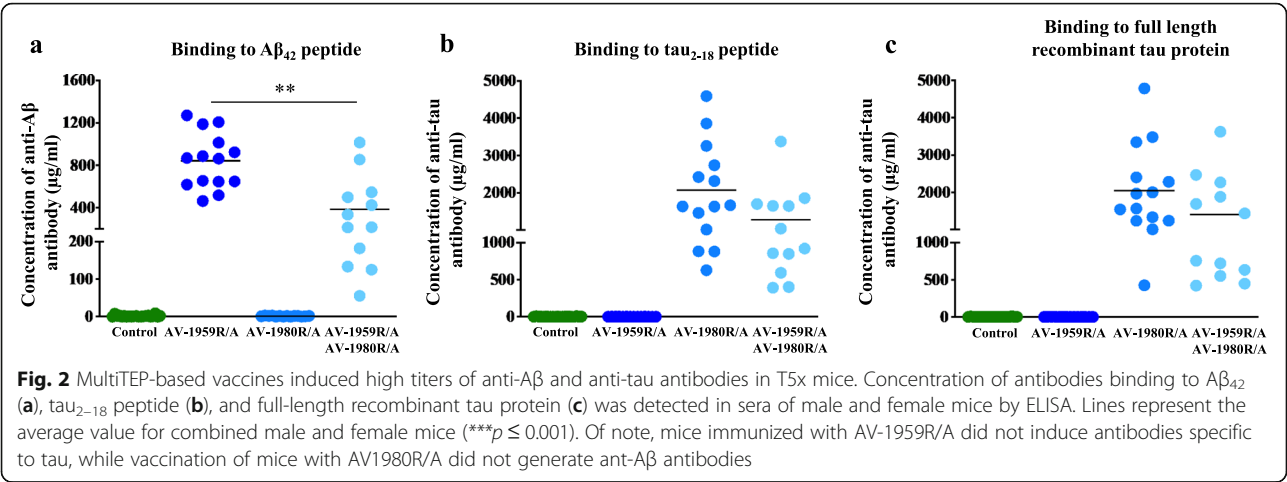 a
Binding to Aβ42 peptide
Concentration of anti-Aβ
antibody (µg/ml)
1600
1200
800
400
200
100
0
**
Control AV-1959R/A AV-1980R/A AV-1959R/A
AV-1980R/A
b
Binding to tau2-18 peptide
Concentration of anti-tau
antibody (µg/ml)
5000
4000
3000
2000
1000
500
0
Control AV-1959R/A AV-1980R/A AV-1959R/A
AV-1980R/A
c
Binding to full length
recombinant tau protein
Concentration of anti-tau
antibody (µg/ml)
5000
4000
3000
2000
1000
500
0
Control AV-1959R/A AV-1980R/A AV-1959R/A
AV-1980R/A
Fig. 2 MultiTEP-based vaccines induced high titers of anti-Aβ and anti-tau antibodies in T5x mice. Concentration of antibodies binding to Aβ42
(a), tau2–18 peptide (b), and full-length recombinant tau protein (c) was detected in sera of male and female mice by ELISA. Lines represent the
average value for combined male and female mice (***p ≤ 0.001). Of note, mice immunized with AV-1959R/A did not induce antibodies specific
to tau, while vaccination of mice with AV1980R/A did not generate ant-Aβ antibodies